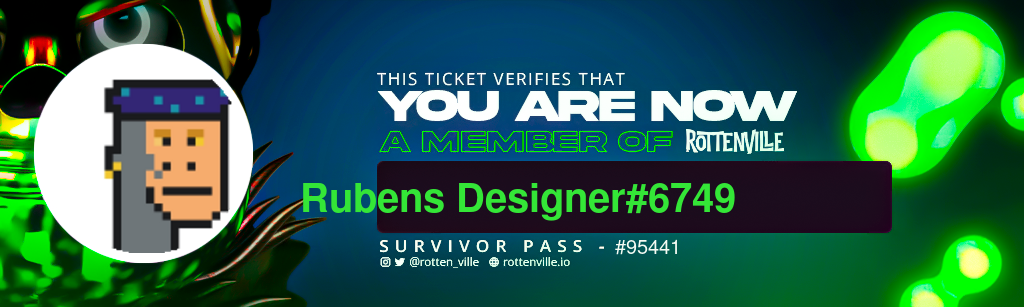 THIS TICKET VERIFIES THAT
YOU ARE NOW
A MEMBER OF ROTTENVILLE
Rubens Designer#6749
SURVIVOR PASS - #95441
@rotten_ville rottenville.io